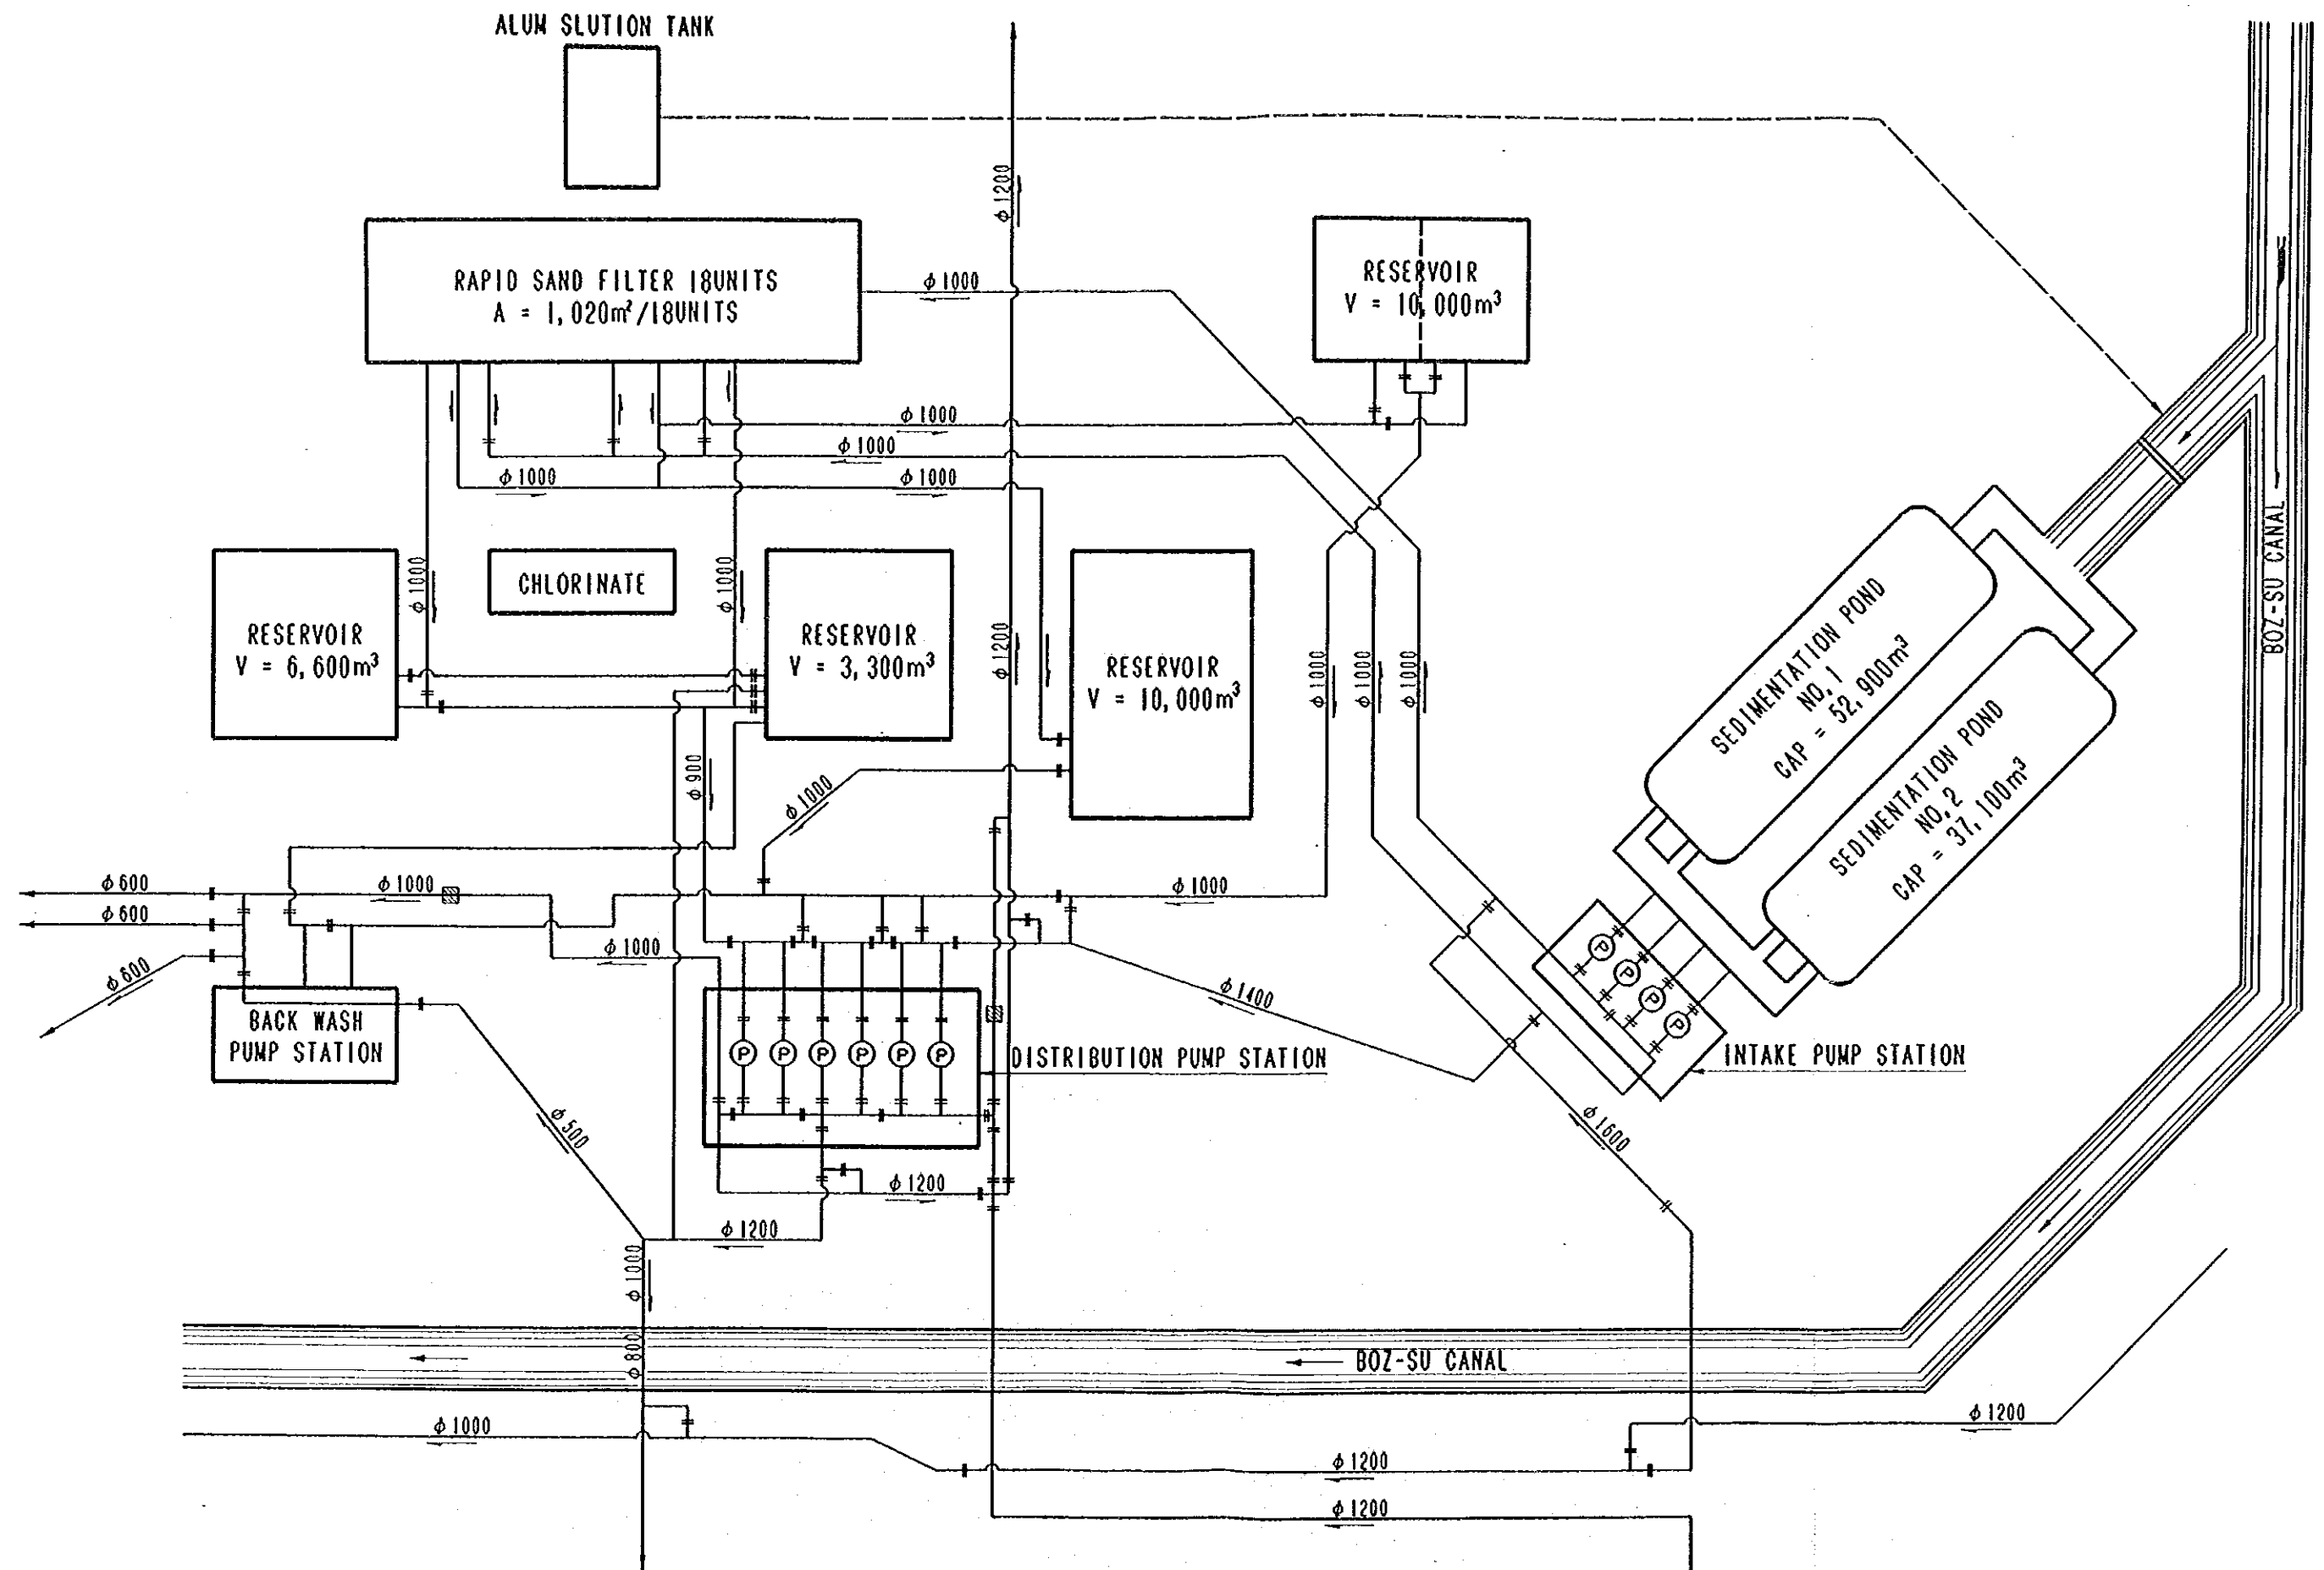 ALUM SLUTION TANK
φ1200
RAPID SAND FILTER 18UNITS
A = 1,020m²/18UNITS
φ1000
RESERVOIR
V = 10,000m³
φ1000
φ1000
φ1000
φ1000
BOZ-SU CANAL
φ1000
CHLORINATE
φ1000
RESERVOIR
V = 6,600m³
RESERVOIR
V = 3,300m³
φ1200
RESERVOIR
V = 10,000m³
φ1000
φ1000
φ1000
SEDIMENTATION POND
NO,1
CAP = 52,900m³
SEDIMENTATION POND
NO,2
CAP = 37,100m³
φ900
φ1000
φ600
φ1000
φ1000
φ600
φ1000
φ600
φ1400
BACK WASH
PUMP STATION
P
P
P
P
P
P
P
P
P
P
DISTRIBUTION PUMP STATION
INTAKE PUMP STATION
φ500
φ1600
φ1200
φ1200
φ1000
φ800
BOZ-SU CANAL
φ1000
φ1200
φ1200
φ1200